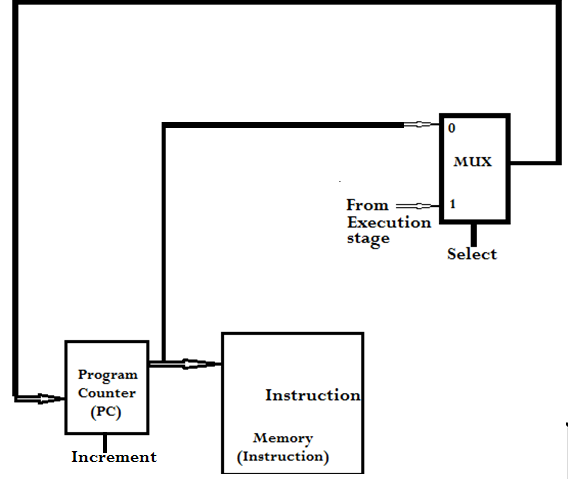 0
MUX
From
1
Execution
stage
Select
Program
Counter
(PC)
Instruction
Memory
(Instruction)
Increment